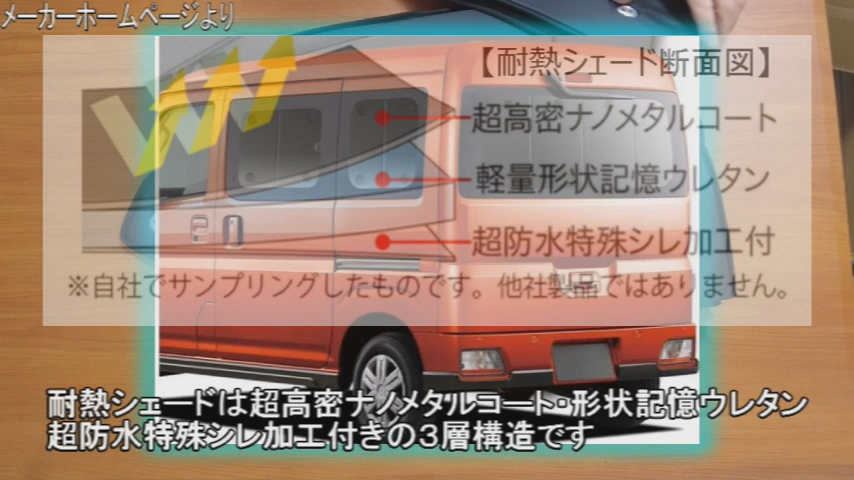 メーカーホームページより
【耐熱シェード断面図】
超高密ナノメタルコート
軽量形状記憶ウレタン
超防水特殊シレ加工付
※自社でサンプリングしたものです。他社製品ではありません。
耐熱シェードは超高密ナノメタルコート・形状記憶ウレタン
超防水特殊シレ加工付きの３層構造です